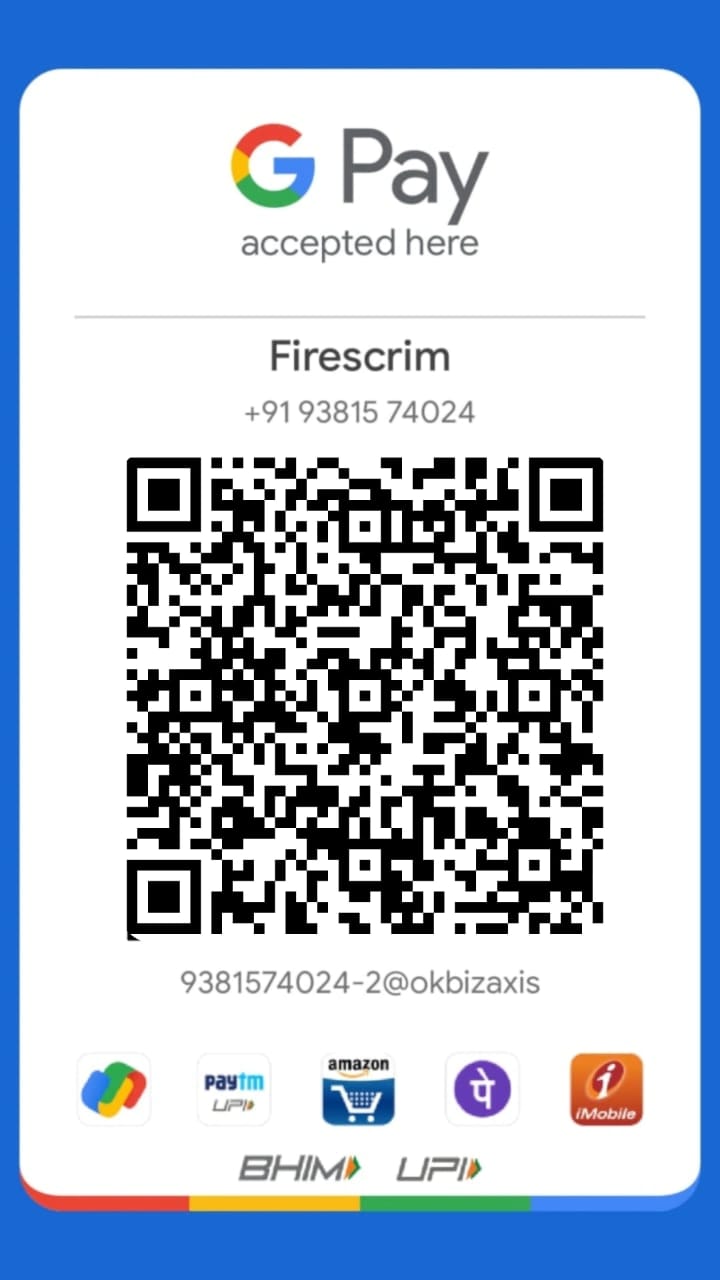 G Pay
accepted here
Firescrim
+91 93815 74024
9381574024-2@okbizaxis
paytm
UPI
amazon
पे
i
iMobile
BHIM UPI